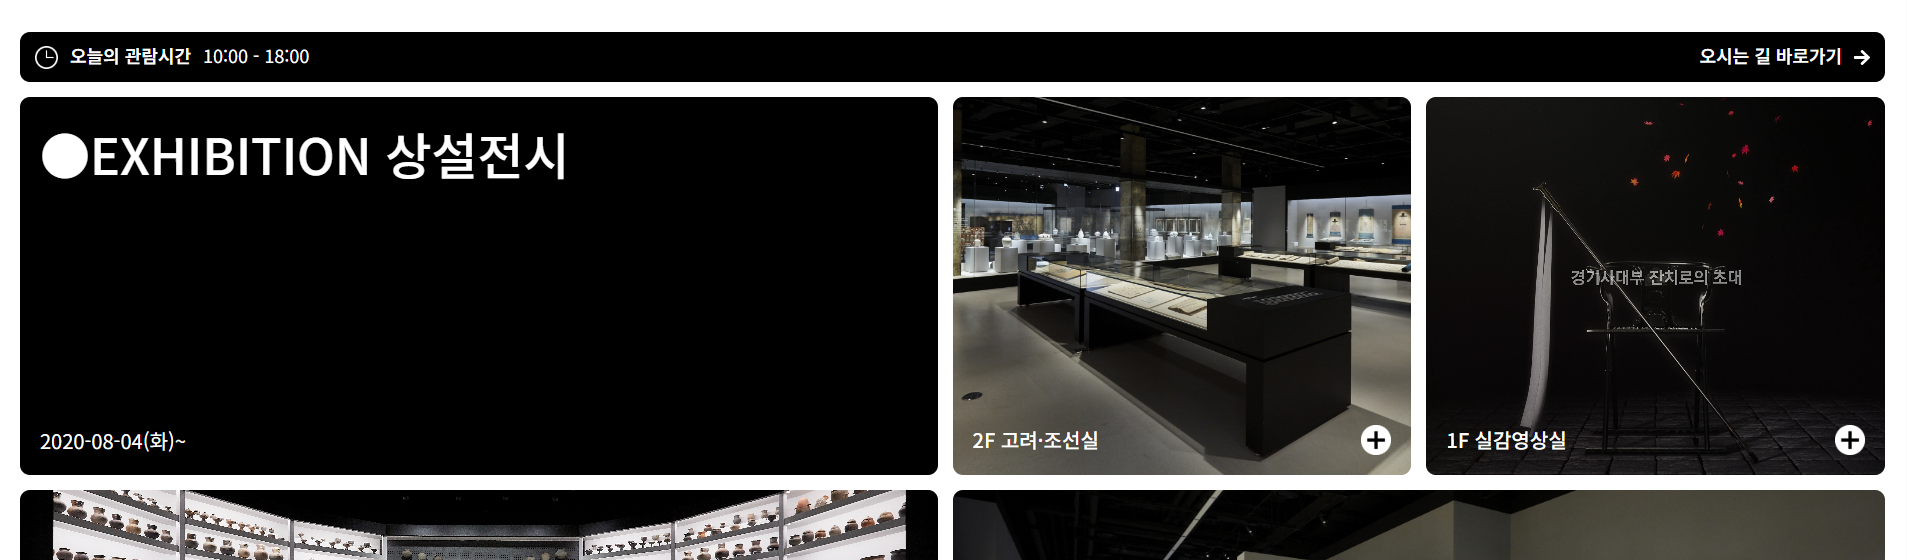 오늘의 관람시간 10:00 - 18:00
오시는 길 바로가기
EXHIBITION 상설전시
2020-08-04(화)~
2F 고려·조선실
경기사대부 잔치로의 초대
1F 실감영상실